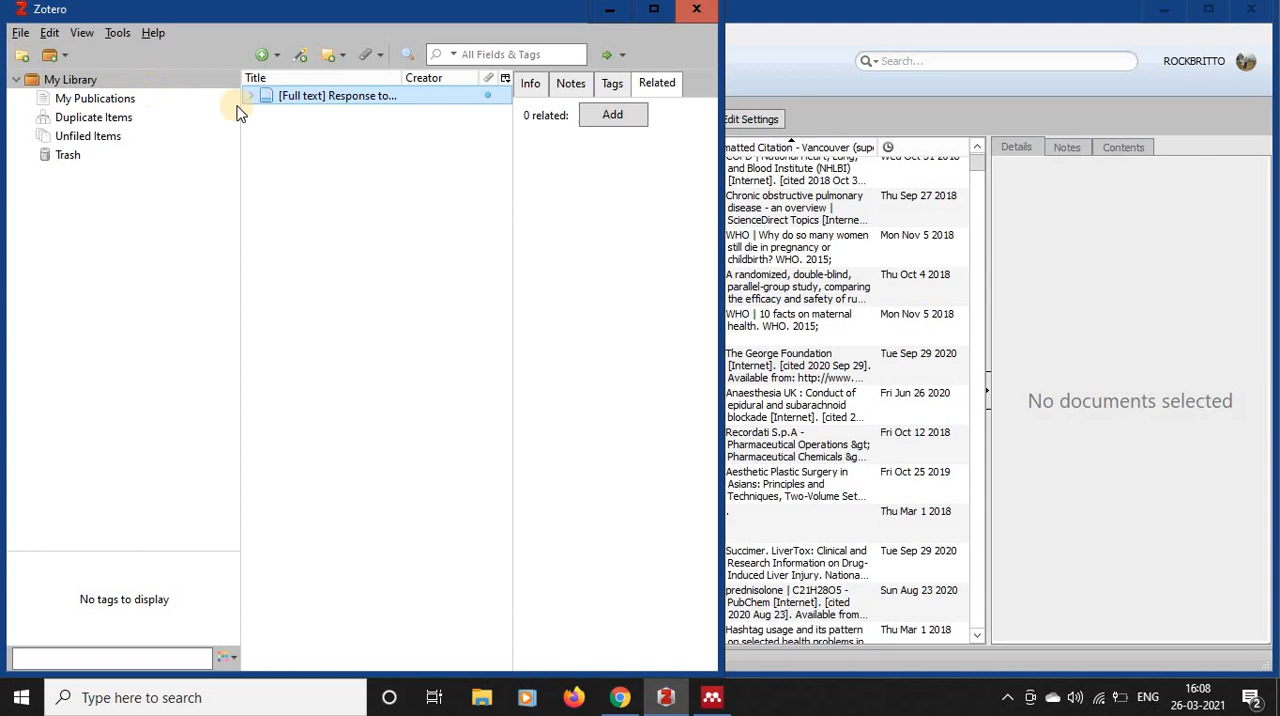 Zotero
File Edit View Tools Help
All Fields & Tags
My Library
My Publications
Duplicate Items
Unfiled Items
Trash
No tags to display
Title Creator
[Full text] Response to...
Info Notes Tags Related
0 related: Add
Search...
ROCKBRITTO
Edit Settings
matted Citation - Vancouver (supe
and Blood Institute (NHLBI)
[Internet]. [cited 2018 Oct 3...
Wed Oct 31 2018
Chronic obstructive pulmonary
disease - an overview |
ScienceDirect Topics [Interne...
Thu Sep 27 2018
WHO | Why do so many women
still die in pregnancy or
childbirth? WHO. 2015;
Mon Nov 5 2018
A randomized, double-blind,
parallel-group study, comparing
the efficacy and safety of ru...
Thu Oct 4 2018
WHO | 10 facts on maternal
health. WHO. 2015;
Mon Nov 5 2018
The George Foundation
[Internet]. [cited 2020 Sep 29].
Available from: http://www. ...
Tue Sep 29 2020
Anaesthesia UK : Conduct of
epidural and subarachnoid
blockade [Internet]. [cited 2...
Fri Jun 26 2020
Recordati S.p.A -
Pharmaceutical Operations &gt;
Pharmaceutical Chemicals &g...
Fri Oct 12 2018
Aesthetic Plastic Surgery in
Asians: Principles and
Techniques, Two-Volume Set...
Fri Oct 25 2019
.
Thu Mar 1 2018
Succimer. LiverTox: Clinical and
Research Information on Drug-
Induced Liver Injury. Nationa...
Tue Sep 29 2020
prednisolone | C21H28O5 -
PubChem [Internet]. [cited
2020 Aug 23]. Available from...
Sun Aug 23 2020
Hashtag usage and its pattern
on selected health problems in
Thu Mar 1 2018
Details Notes Contents
No documents selected
Type here to search
ENG
16:08
26-03-2021
2